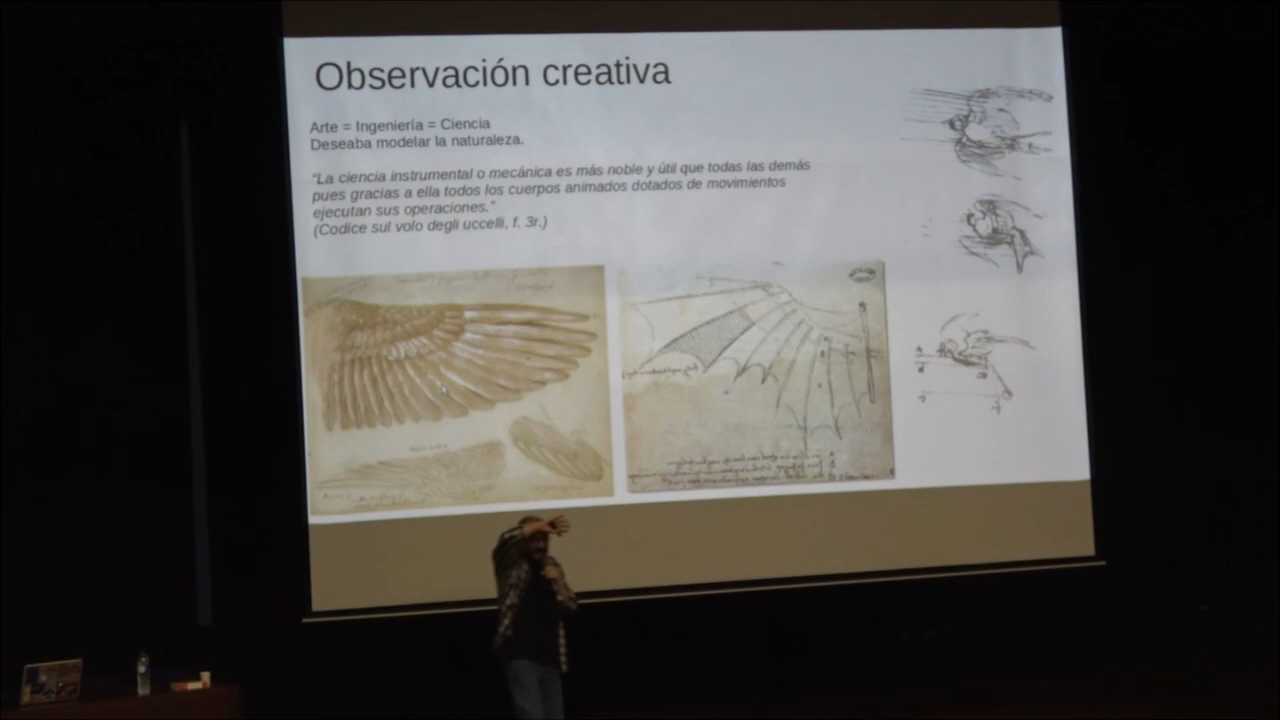 Observación creativa
Arte = Ingeniería = Ciencia
Deseaba modelar la naturaleza.
“La ciencia instrumental o mecánica es más noble y útil que todas las demás
pues gracias a ella todos los cuerpos animados dotados de movimientos
ejecutan sus operaciones.”
(Codice sul volo degli uccelli, f. 3r.)